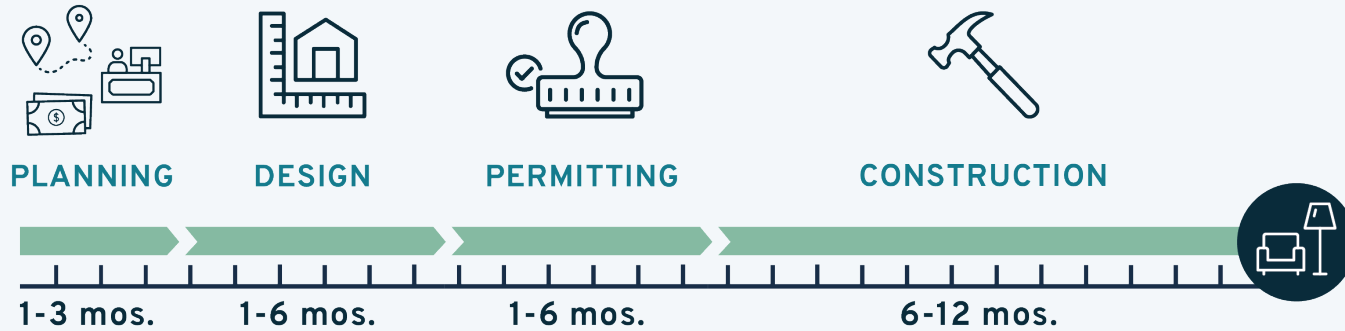 $
PLANNING DESIGN PERMITTING CONSTRUCTION
1-3 mos. 1-6 mos. 1-6 mos. 6-12 mos.